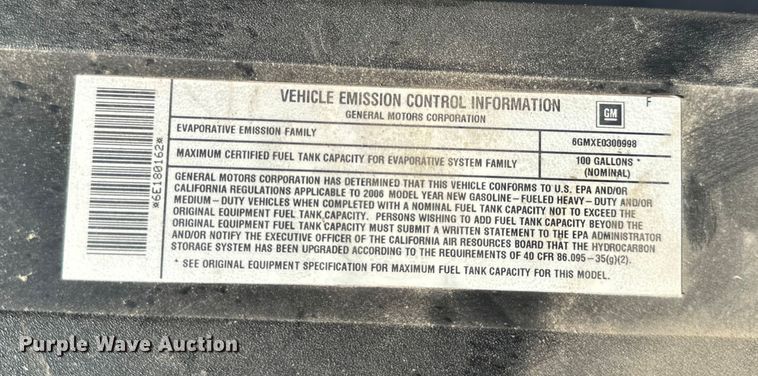 VEHICLE EMISSION CONTROL INFORMATION
GENERAL MOTORS CORPORATION
GM
F
EVAPORATIVE EMISSION FAMILY
6GMXE0300998
MAXIMUM CERTIFIED FUEL TANK CAPACITY FOR EVAPORATIVE SYSTEM FAMILY
100 GALLONS *
(NOMINAL)
GENERAL MOTORS CORPORATION HAS DETERMINED THAT THIS VEHICLE CONFORMS TO U.S. EPA AND/OR
CALIFORNIA REGULATIONS APPLICABLE TO 2006 MODEL YEAR NEW GASOLINE-FUELED HEAVY-DUTY AND/OR
MEDIUM-DUTY VEHICLES WHEN COMPLETED WITH A NOMINAL FUEL TANK CAPACITY NOT TO EXCEED THE
ORIGINAL EQUIPMENT FUEL TANK CAPACITY. PERSONS WISHING TO ADD FUEL TANK CAPACITY BEYOND THE
ORIGINAL EQUIPMENT FUEL TANK CAPACITY MUST SUBMIT A WRITTEN STATEMENT TO THE EPA ADMINISTRATOR
AND/OR NOTIFY THE EXECUTIVE OFFICER OF THE CALIFORNIA AIR RESOURCES BOARD THAT THE HYDROCARBON
STORAGE SYSTEM HAS BEEN UPGRADED ACCORDING TO THE REQUIREMENTS OF 40 CFR 86.095-35(g)(2).
* SEE ORIGINAL EQUIPMENT SPECIFICATION FOR MAXIMUM FUEL TANK CAPACITY FOR THIS MODEL.
*6E180162*
Purple Wave Auction